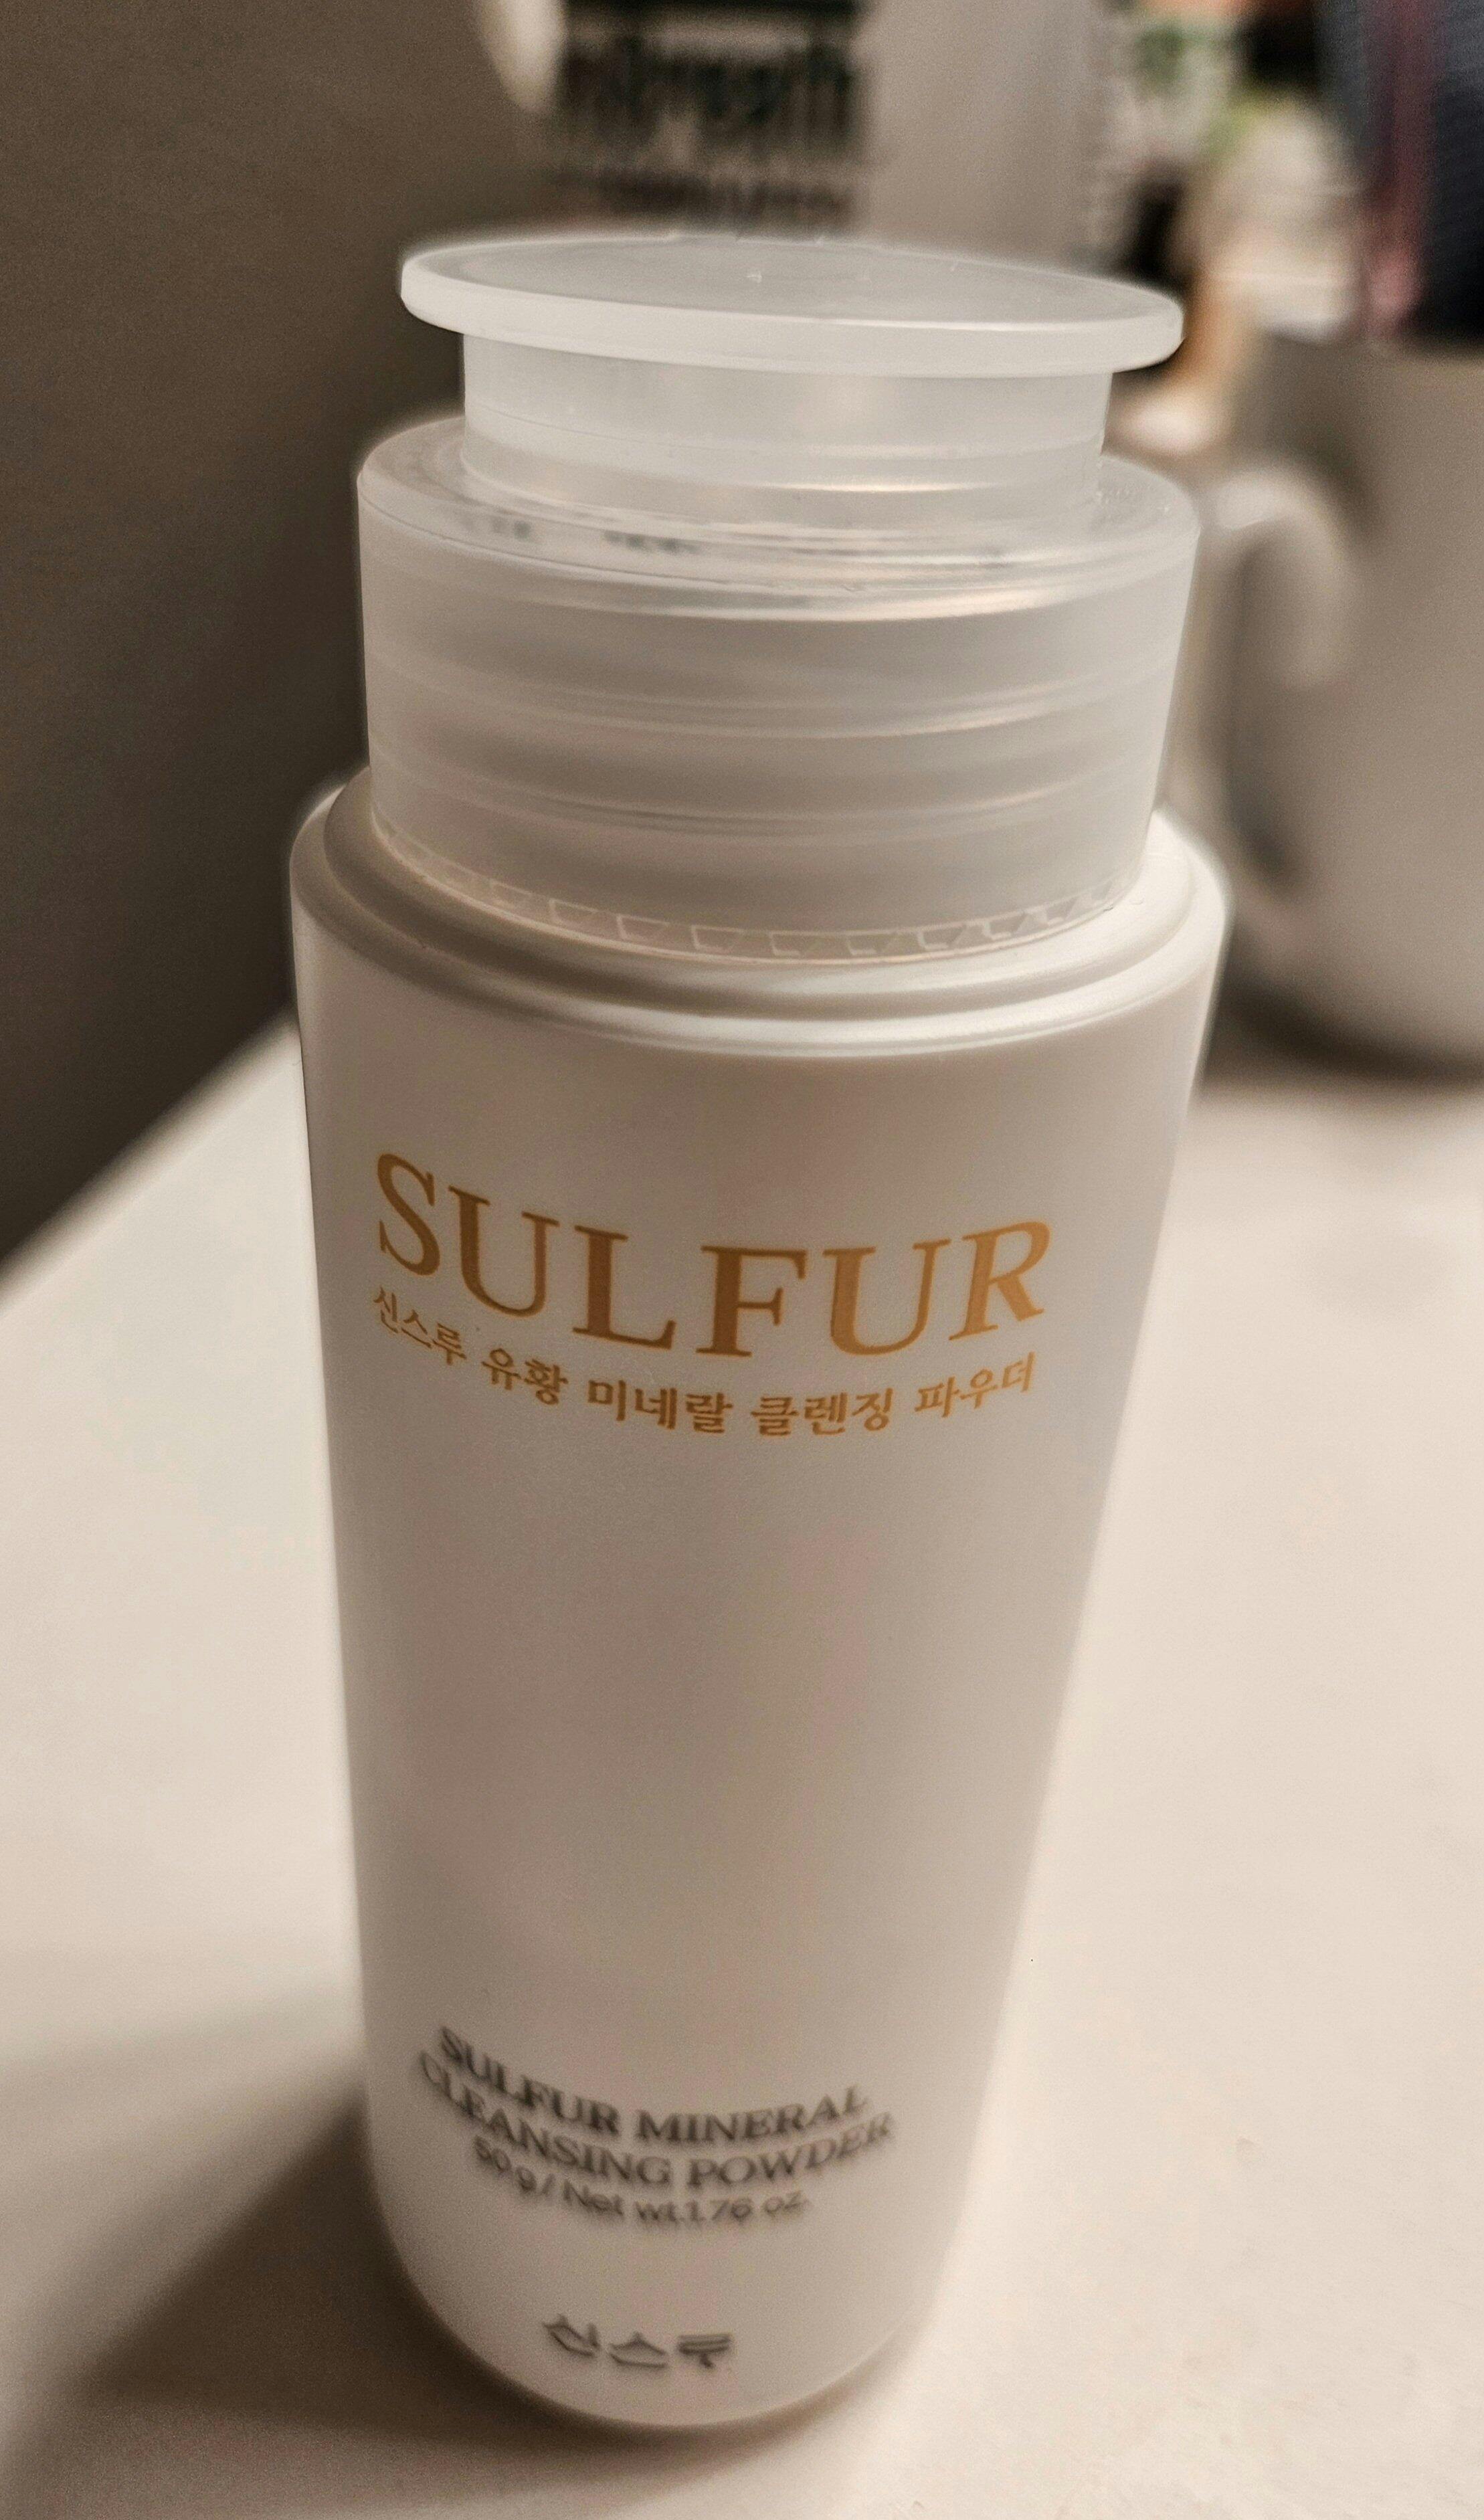 SULFUR
신스루 유황 미네랄 클렌징 파우더
SULFUR MINERAL
CLEANSING POWDER
50 g / Net wt.1.76 oz.
신스루